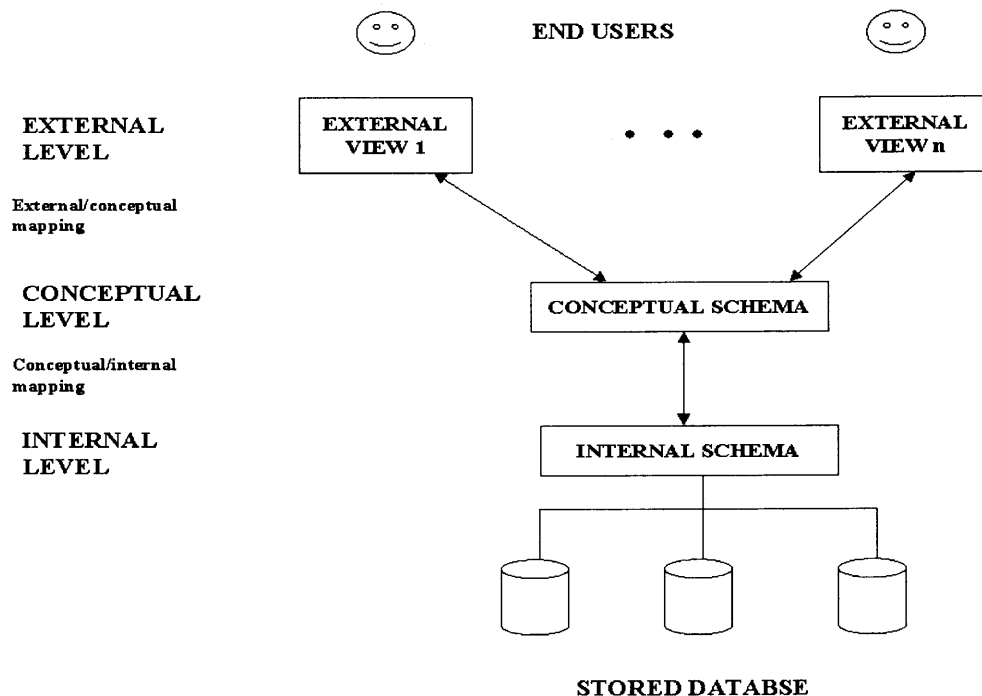 END USERS
EXTERNAL
LEVEL
EXTERNAL
VIEW 1
EXTERNAL
VIEW n
External/conceptual
mapping
CONCEPTUAL
LEVEL
CONCEPTUAL SCHEMA
Conceptual/internal
mapping
INTERNAL
LEVEL
INTERNAL SCHEMA
STORED DATABSE